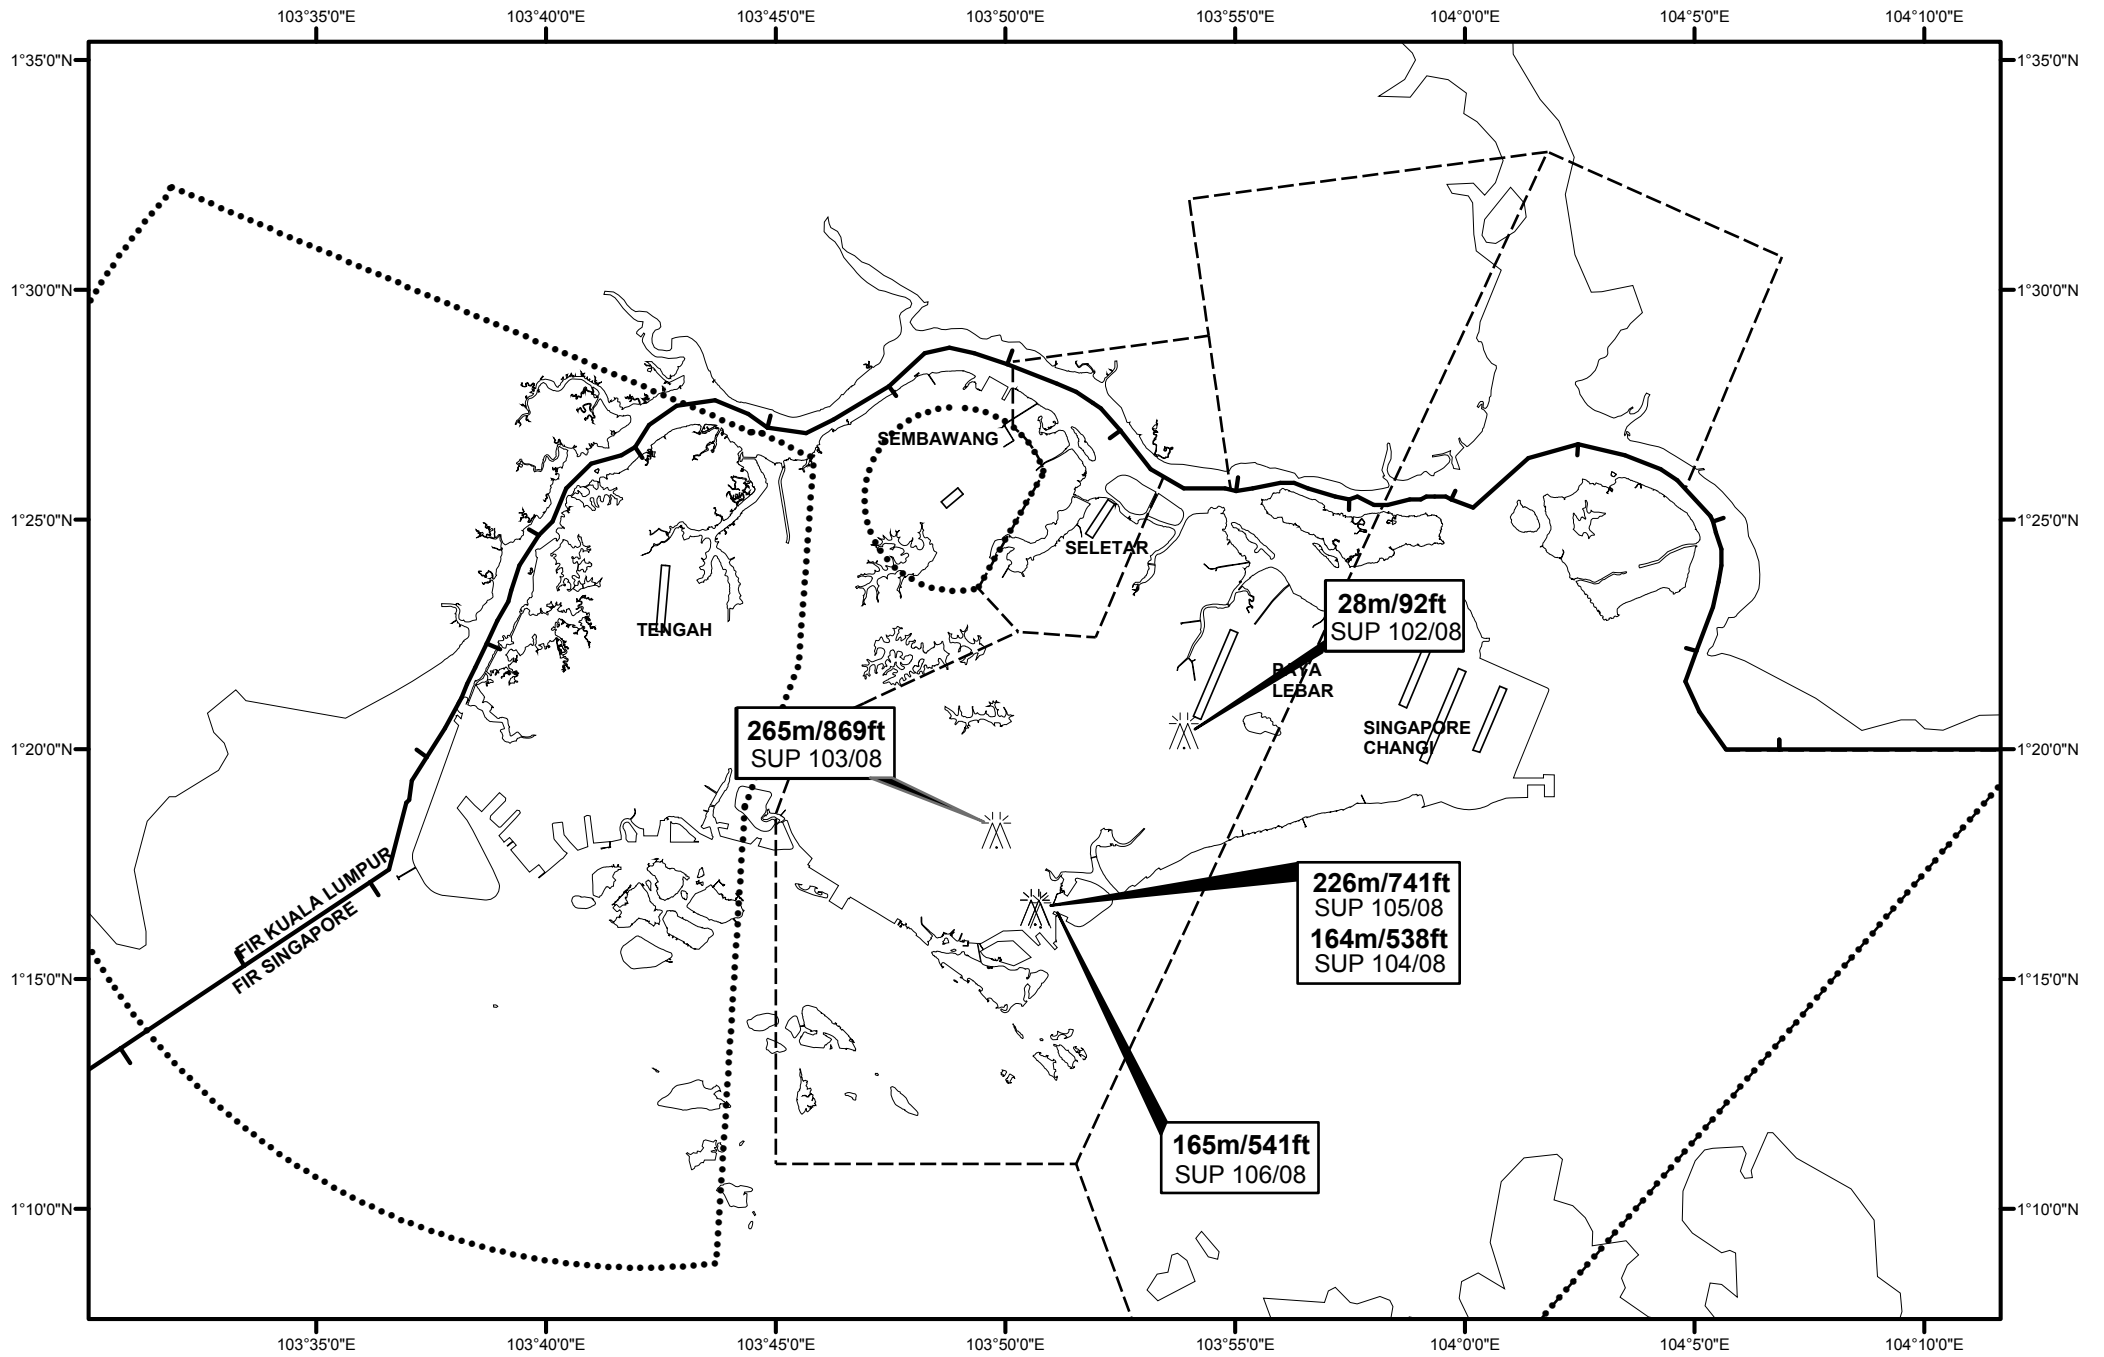 103°35'0"E
103°40'0"E
103°45'0"E
103°50'0"E
103°55'0"E
104°0'0"E
104°5'0"E
104°10'0"E
1°35'0"N
1°35'0"N
1°30'0"N
1°30'0"N
SEMBAWANG
1°25'0"N
1°25'0"N
SELETAR
28m/92ft
SUP 102/08
TENGAH
PAYA
LEBAR
265m/869ft
SUP 103/08
SINGAPORE
CHANGI
1°20'0"N
1°20'0"N
FIR KUALA LUMPUR
FIR SINGAPORE
226m/741ft
SUP 105/08
164m/538ft
SUP 104/08
1°15'0"N
1°15'0"N
165m/541ft
SUP 106/08
1°10'0"N
1°10'0"N
103°35'0"E
103°40'0"E
103°45'0"E
103°50'0"E
103°55'0"E
104°0'0"E
104°5'0"E
104°10'0"E